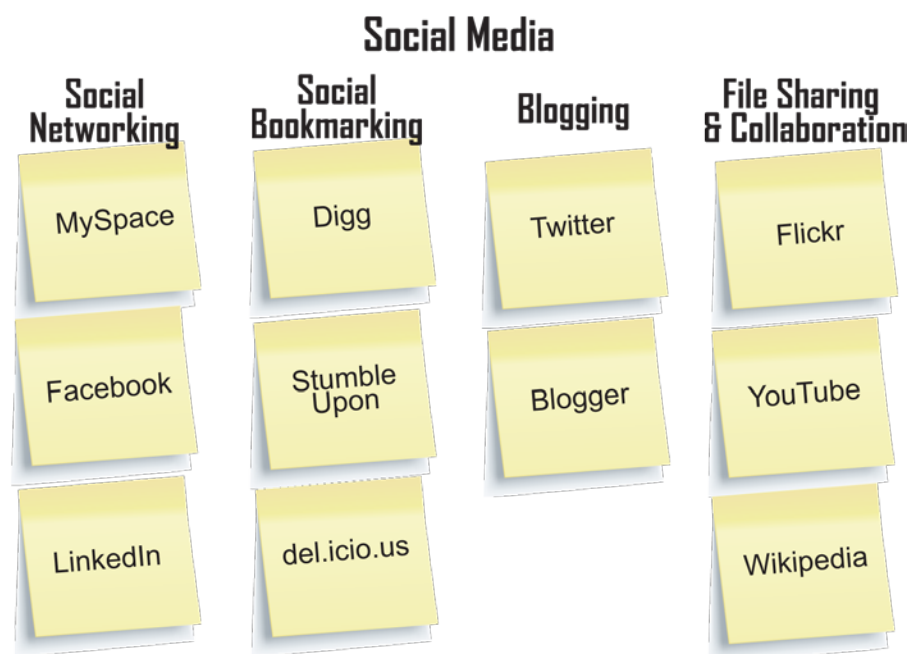 Social Media
Social
Networking
MySpace
Facebook
LinkedIn
Social
Bookmarking
Digg
Stumble
Upon
del.icio.us
Blogging
Twitter
Blogger
File Sharing
& Collaboration
Flickr
YouTube
Wikipedia